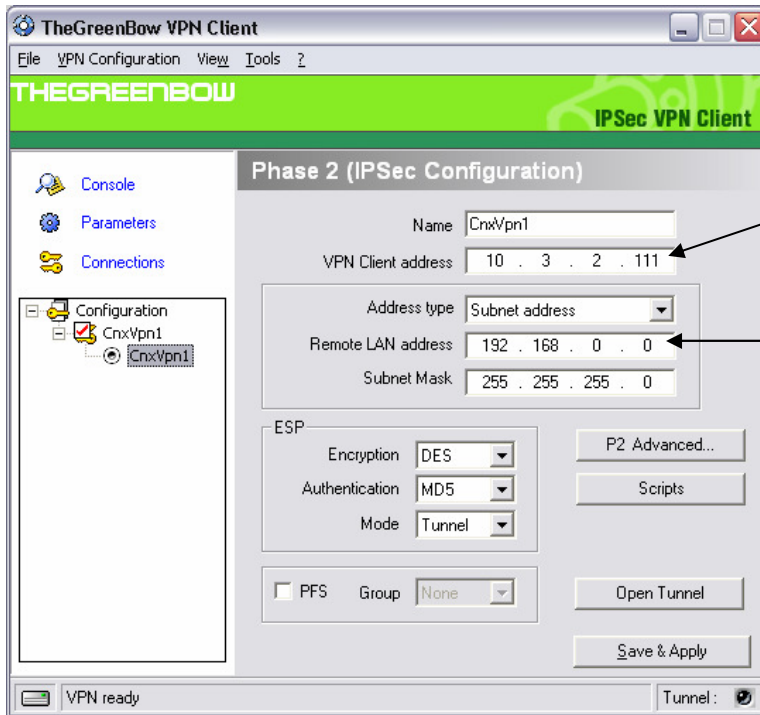 TheGreenBow VPN Client
File VPN Configuration View Tools ?
THEGREENBOW
IPSec VPN Client
Console
Parameters
Connections
Configuration
CnxVpn1
CnxVpn1
Phase 2 (IPSec Configuration)
Name CnxVpn1
VPN Client address 10 . 3 . 2 . 111
Address type Subnet address
Remote LAN address 192 . 168 . 0 . 0
Subnet Mask 255 . 255 . 255 . 0
ESP
Encryption DES
Authentication MD5
Mode Tunnel
P2 Advanced...
Scripts
PFS Group None
Open Tunnel
Save & Apply
VPN ready
Tunnel :